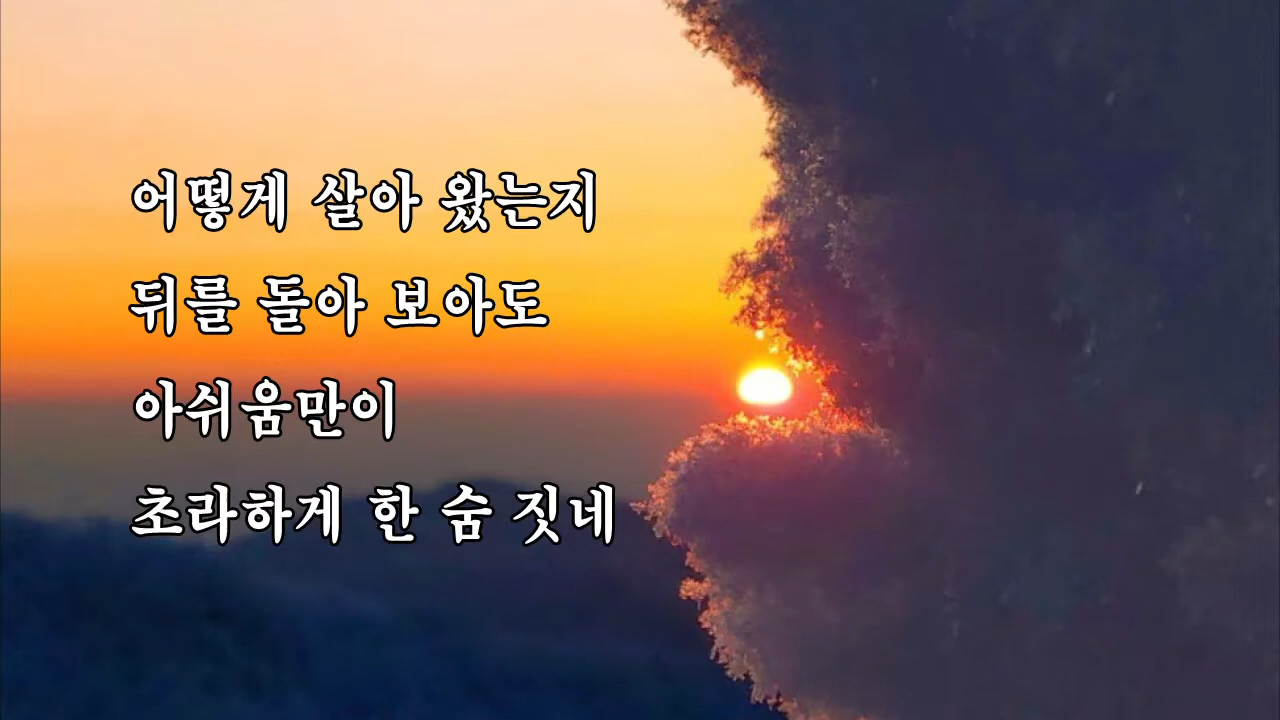 어떻게 살아 왔는지
뒤를 돌아 보아도
아쉬움만이
초라하게 한 숨 짓네